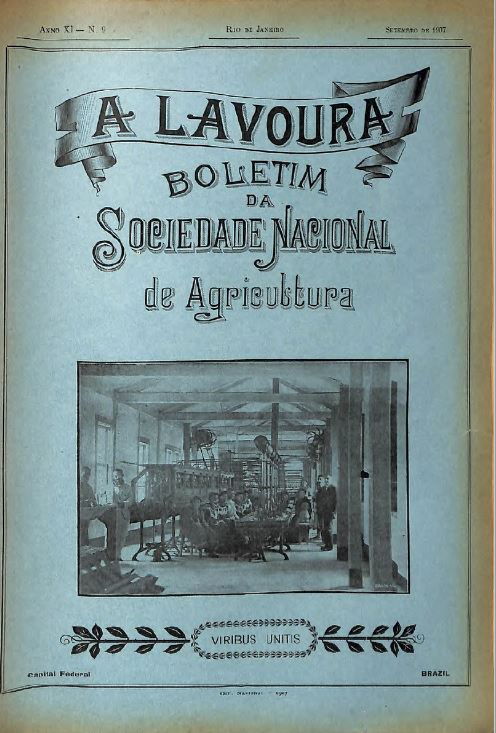 ANNO XI — N. 9
RIO DE JANEIRO
SETEMBRO DE 1907
A LAVOURA
BOLETIM
DA
SOCIEDADE NACIONAL
de Agricultura
VIRIBUS UNITIS
Capital Federal
BRAZIL
1907